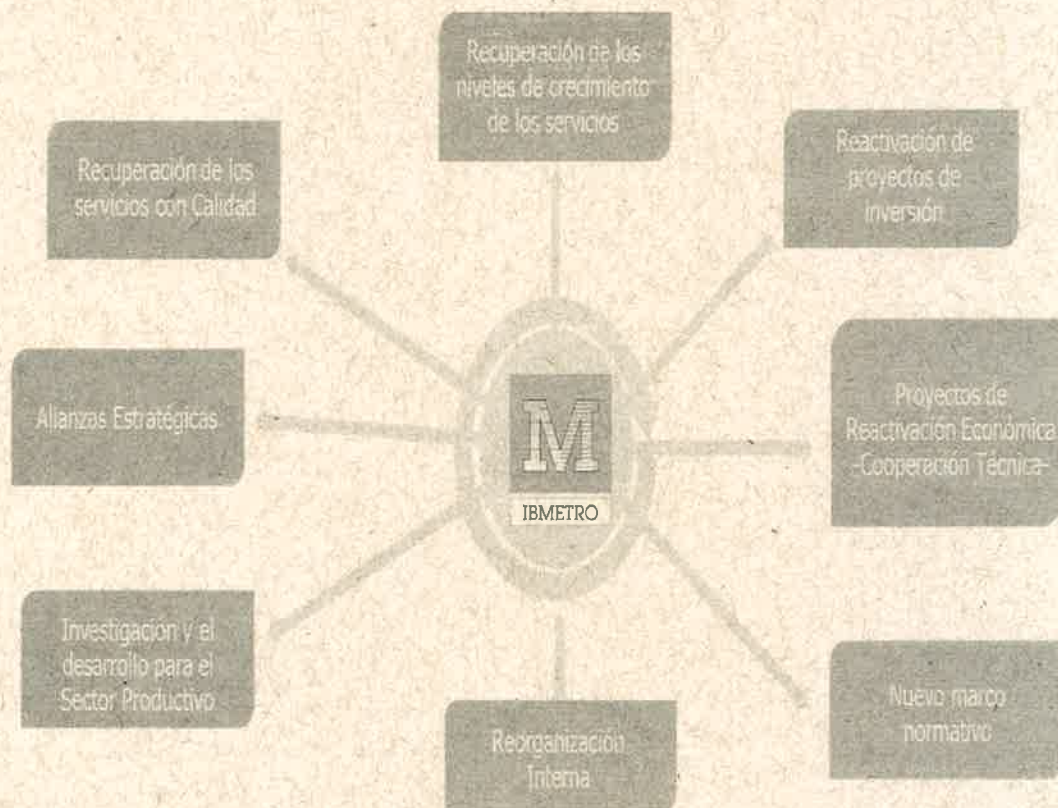 Recuperación de los
niveles de crecimiento
de los servicios
Recuperación de los
servicios con Calidad
Reactivación de
proyectos de
inversión
Alianzas Estratégicas
M
IBMETRO
Proyectos de
Reactivación Económica
-Cooperación Técnica-
Investigación y el
desarrollo para el
Sector Productivo
Reorganización
Interna
Nuevo marco
normativo